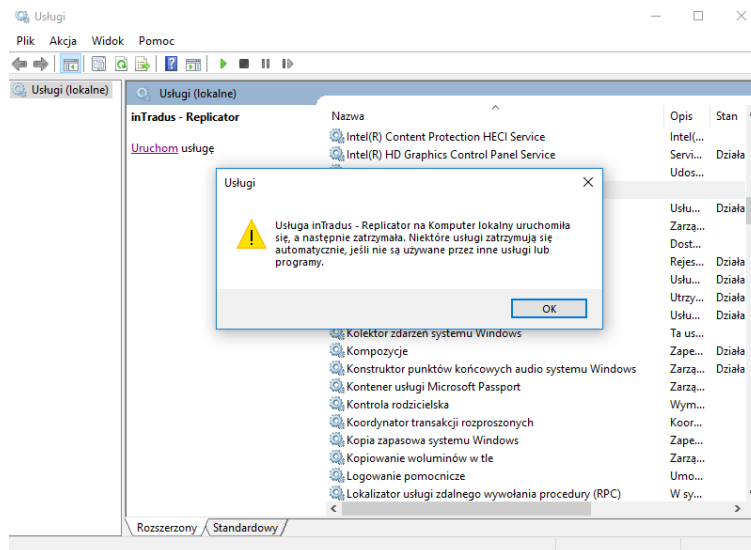 Usługi
Plik Akcja Widok Pomoc
Usługi (lokalne)
Usługi (lokalne)
inTradus - Replicator
Uruchom usługę
Nazwa Opis Stan
Intel(R) Content Protection HECI Service Intel(...
Intel(R) HD Graphics Control Panel Service Servi... Działa
Udos...
Usłu... Działa
Zarzą...
Dost...
Rejes... Działa
Usłu... Działa
Utrzy... Działa
Usłu... Działa
Usługi
Usługa inTradus - Replicator na Komputer lokalny uruchomiła
się, a następnie zatrzymała. Niektóre usługi zatrzymują się
automatycznie, jeśli nie są używane przez inne usługi lub
programy.
OK
Kolektor zdarzeń systemu Windows Ta us...
Kompozycje Zape... Działa
Konstruktor punktów końcowych audio systemu Windows Zarzą... Działa
Kontener usługi Microsoft Passport Zarzą...
Kontrola rodzicielska Wym...
Koordynator transakcji rozproszonych Koor...
Kopia zapasowa systemu Windows Zape...
Kopiowanie woluminów w tle Zarzą...
Logowanie pomocnicze Umo...
Lokalizator usługi zdalnego wywołania procedury (RPC) W sy...
Rozszerzony Standardowy